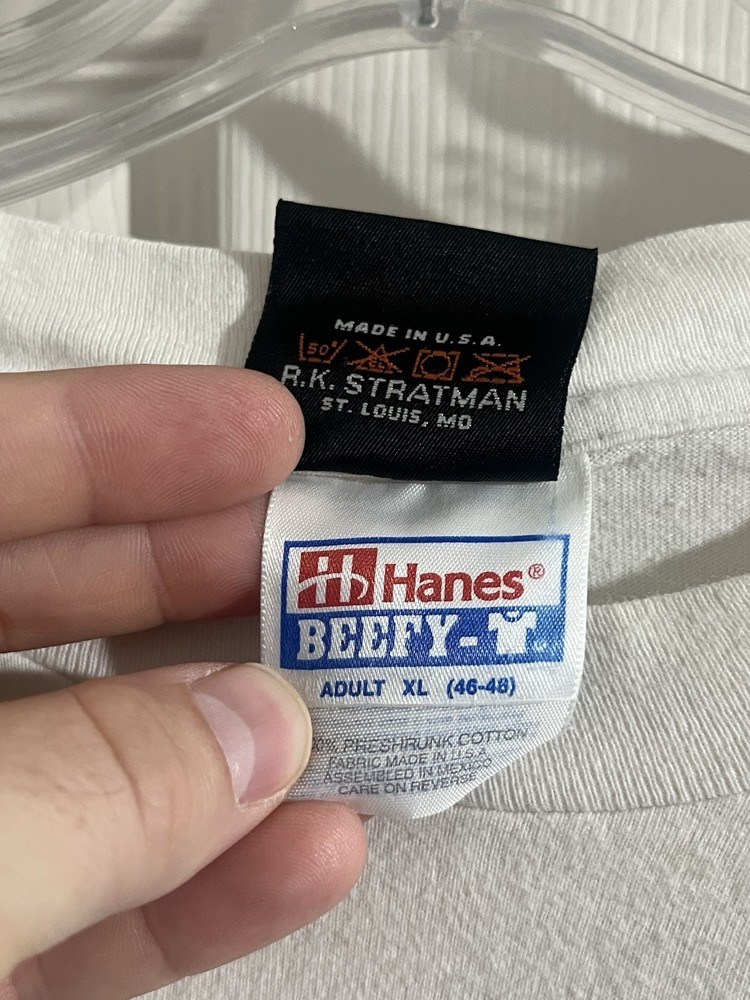 MADE IN U.S.A.
50°
CL
R.K. STRATMAN
ST. LOUIS, MO
H Hanes®
BEEFY-
ADULT XL (46-48)
PRESHRUNK COTTON
FABRIC MADE IN U.S.A.
ASSEMBLED IN MEXICO
CARE ON REVERSE